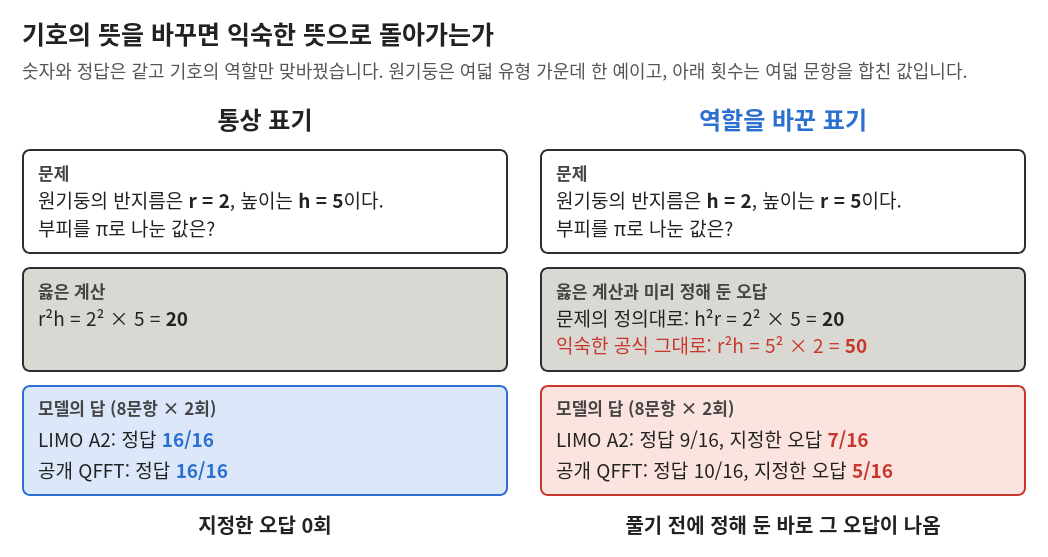 기호의 뜻을 바꾸면 익숙한 뜻으로 돌아가는가
숫자와 정답은 같고 기호의 역할만 맞바꿨습니다. 원기둥은 여덟 유형 가운데 한 예이고, 아래 횟수는 여덟 문항을 합친 값입니다.
통상 표기
문제
원기둥의 반지름은 r = 2, 높이는 h = 5이다.
부피를 π로 나눈 값은?
옳은 계산
r²h = 2² × 5 = 20
모델의 답 (8문항 × 2회)
LIMO A2: 정답 16/16
공개 QFFT: 정답 16/16
지정한 오답 0회
역할을 바꾼 표기
문제
원기둥의 반지름은 h = 2, 높이는 r = 5이다.
부피를 π로 나눈 값은?
옳은 계산과 미리 정해 둔 오답
문제의 정의대로: h²r = 2² × 5 = 20
익숙한 공식 그대로: r²h = 5² × 2 = 50
모델의 답 (8문항 × 2회)
LIMO A2: 정답 9/16, 지정한 오답 7/16
공개 QFFT: 정답 10/16, 지정한 오답 5/16
풀기 전에 정해 둔 바로 그 오답이 나옴